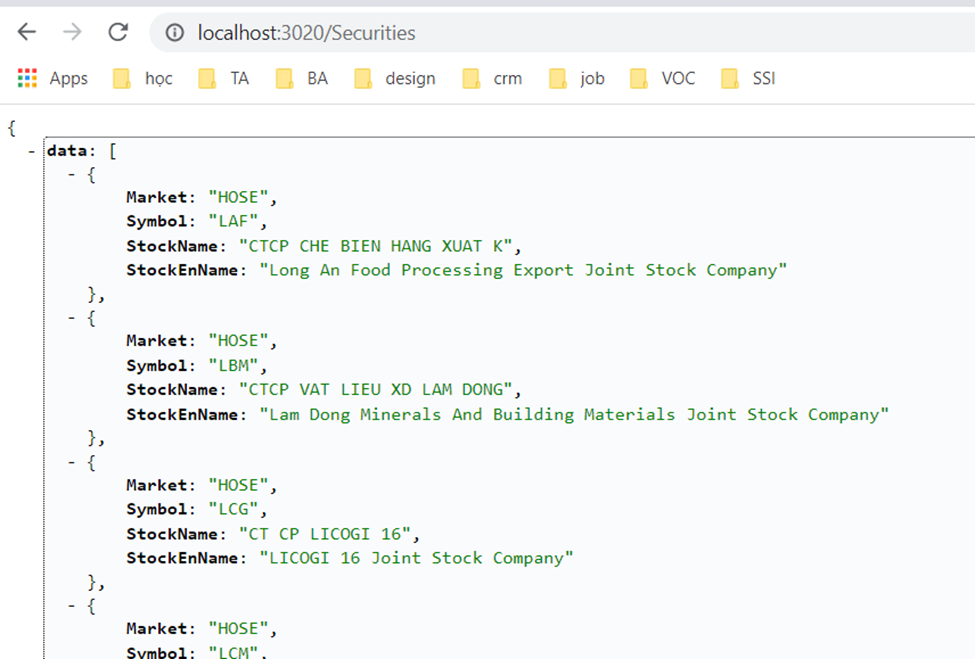 localhost:3020/Securities
Apps học TA BA design crm job VOC SSI
{
- data: [
- {
Market: "HOSE",
Symbol: "LAF",
StockName: "CTCP CHE BIEN HANG XUAT K",
StockEnName: "Long An Food Processing Export Joint Stock Company"
},
- {
Market: "HOSE",
Symbol: "LBM",
StockName: "CTCP VAT LIEU XD LAM DONG",
StockEnName: "Lam Dong Minerals And Building Materials Joint Stock Company"
},
- {
Market: "HOSE",
Symbol: "LCG",
StockName: "CT CP LICOGI 16",
StockEnName: "LICOGI 16 Joint Stock Company"
},
- {
Market: "HOSE",
Symbol: "LCM",